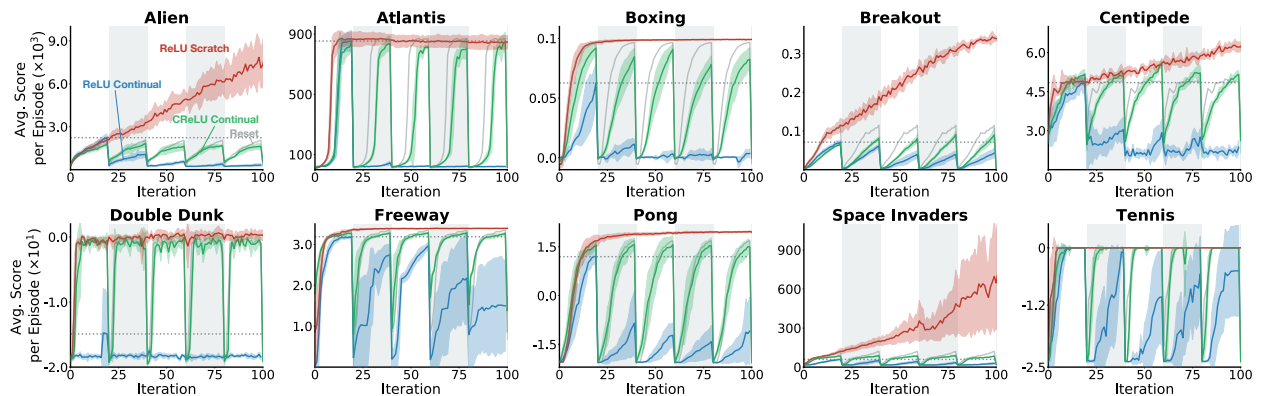 Alien
Atlantis
Boxing
Breakout
Centipede
Avg. Score
per Episode (×10³)
9.0
6.0
3.0
ReLU Scratch
ReLU Continual
CReLU Continual
Reset
25 50 75 100
Iteration
900
700
500
300
100
0 25 50 75 100
Iteration
0.1
0.05
0.0
0 25 50 75 100
Iteration
0.3
0.2
0.1
0 25 50 75 100
Iteration
6.0
4.5
3.0
0 25 50 75 100
Iteration
Double Dunk
Freeway
Pong
Space Invaders
Tennis
Avg. Score
per Episode (×10¹)
0.0
-1.0
-2.0
25 50 75 100
Iteration
3.0
2.0
1.0
0 25 50 75 100
Iteration
1.5
0.0
-1.5
0 25 50 75 100
Iteration
900
600
300
60
0 25 50 75 100
Iteration
0
-1.2
-2.5
25 50 75 100
Iteration